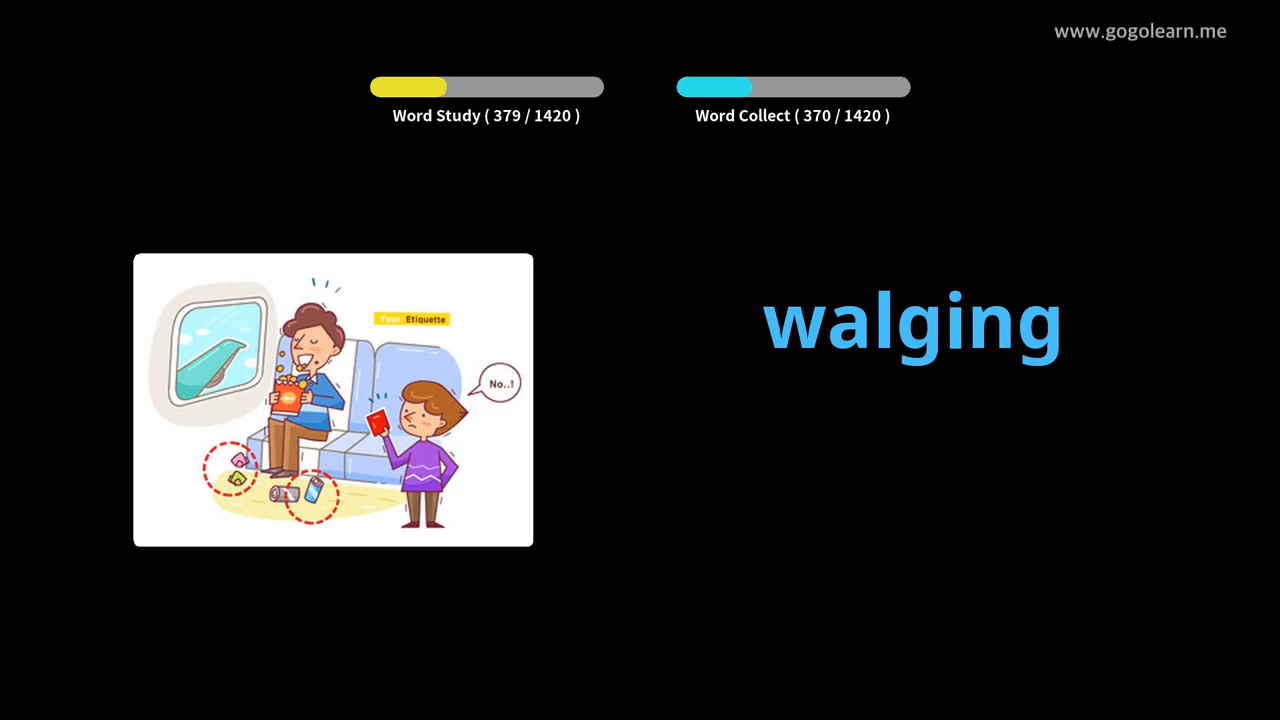 www.gogolearn.me
Word Study ( 379 / 1420 )
Word Collect ( 370 / 1420 )
Your Etiquette
No..!
walging